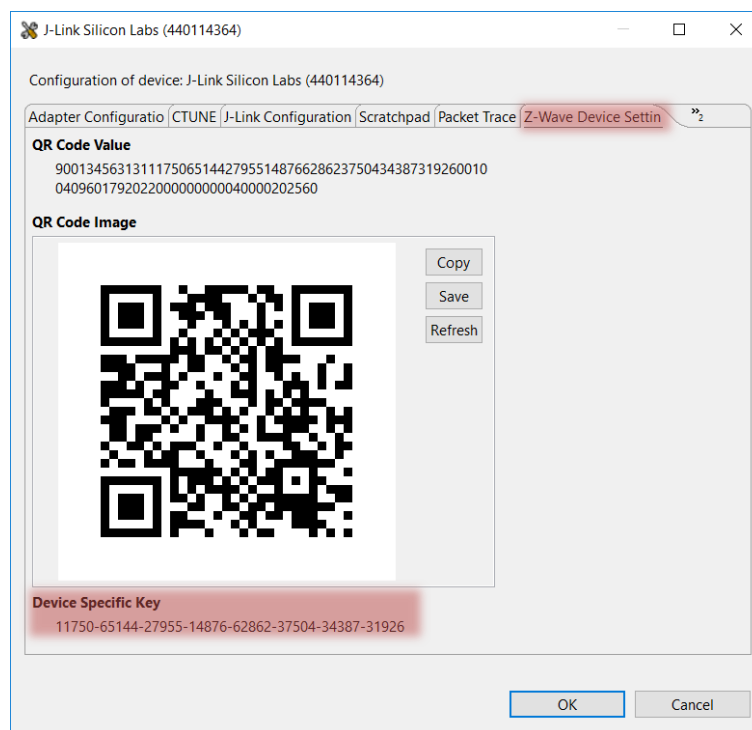 J-Link Silicon Labs (440114364)
Configuration of device: J-Link Silicon Labs (440114364)
Adapter Configuratio CTUNE J-Link Configuration Scratchpad Packet Trace Z-Wave Device Settin »2
QR Code Value
90013456313111750651442795514876628623750434387319260010
040960179202200000000040000202560
QR Code Image
Copy
Save
Refresh
Device Specific Key
11750-65144-27955-14876-62862-37504-34387-31926
OK Cancel